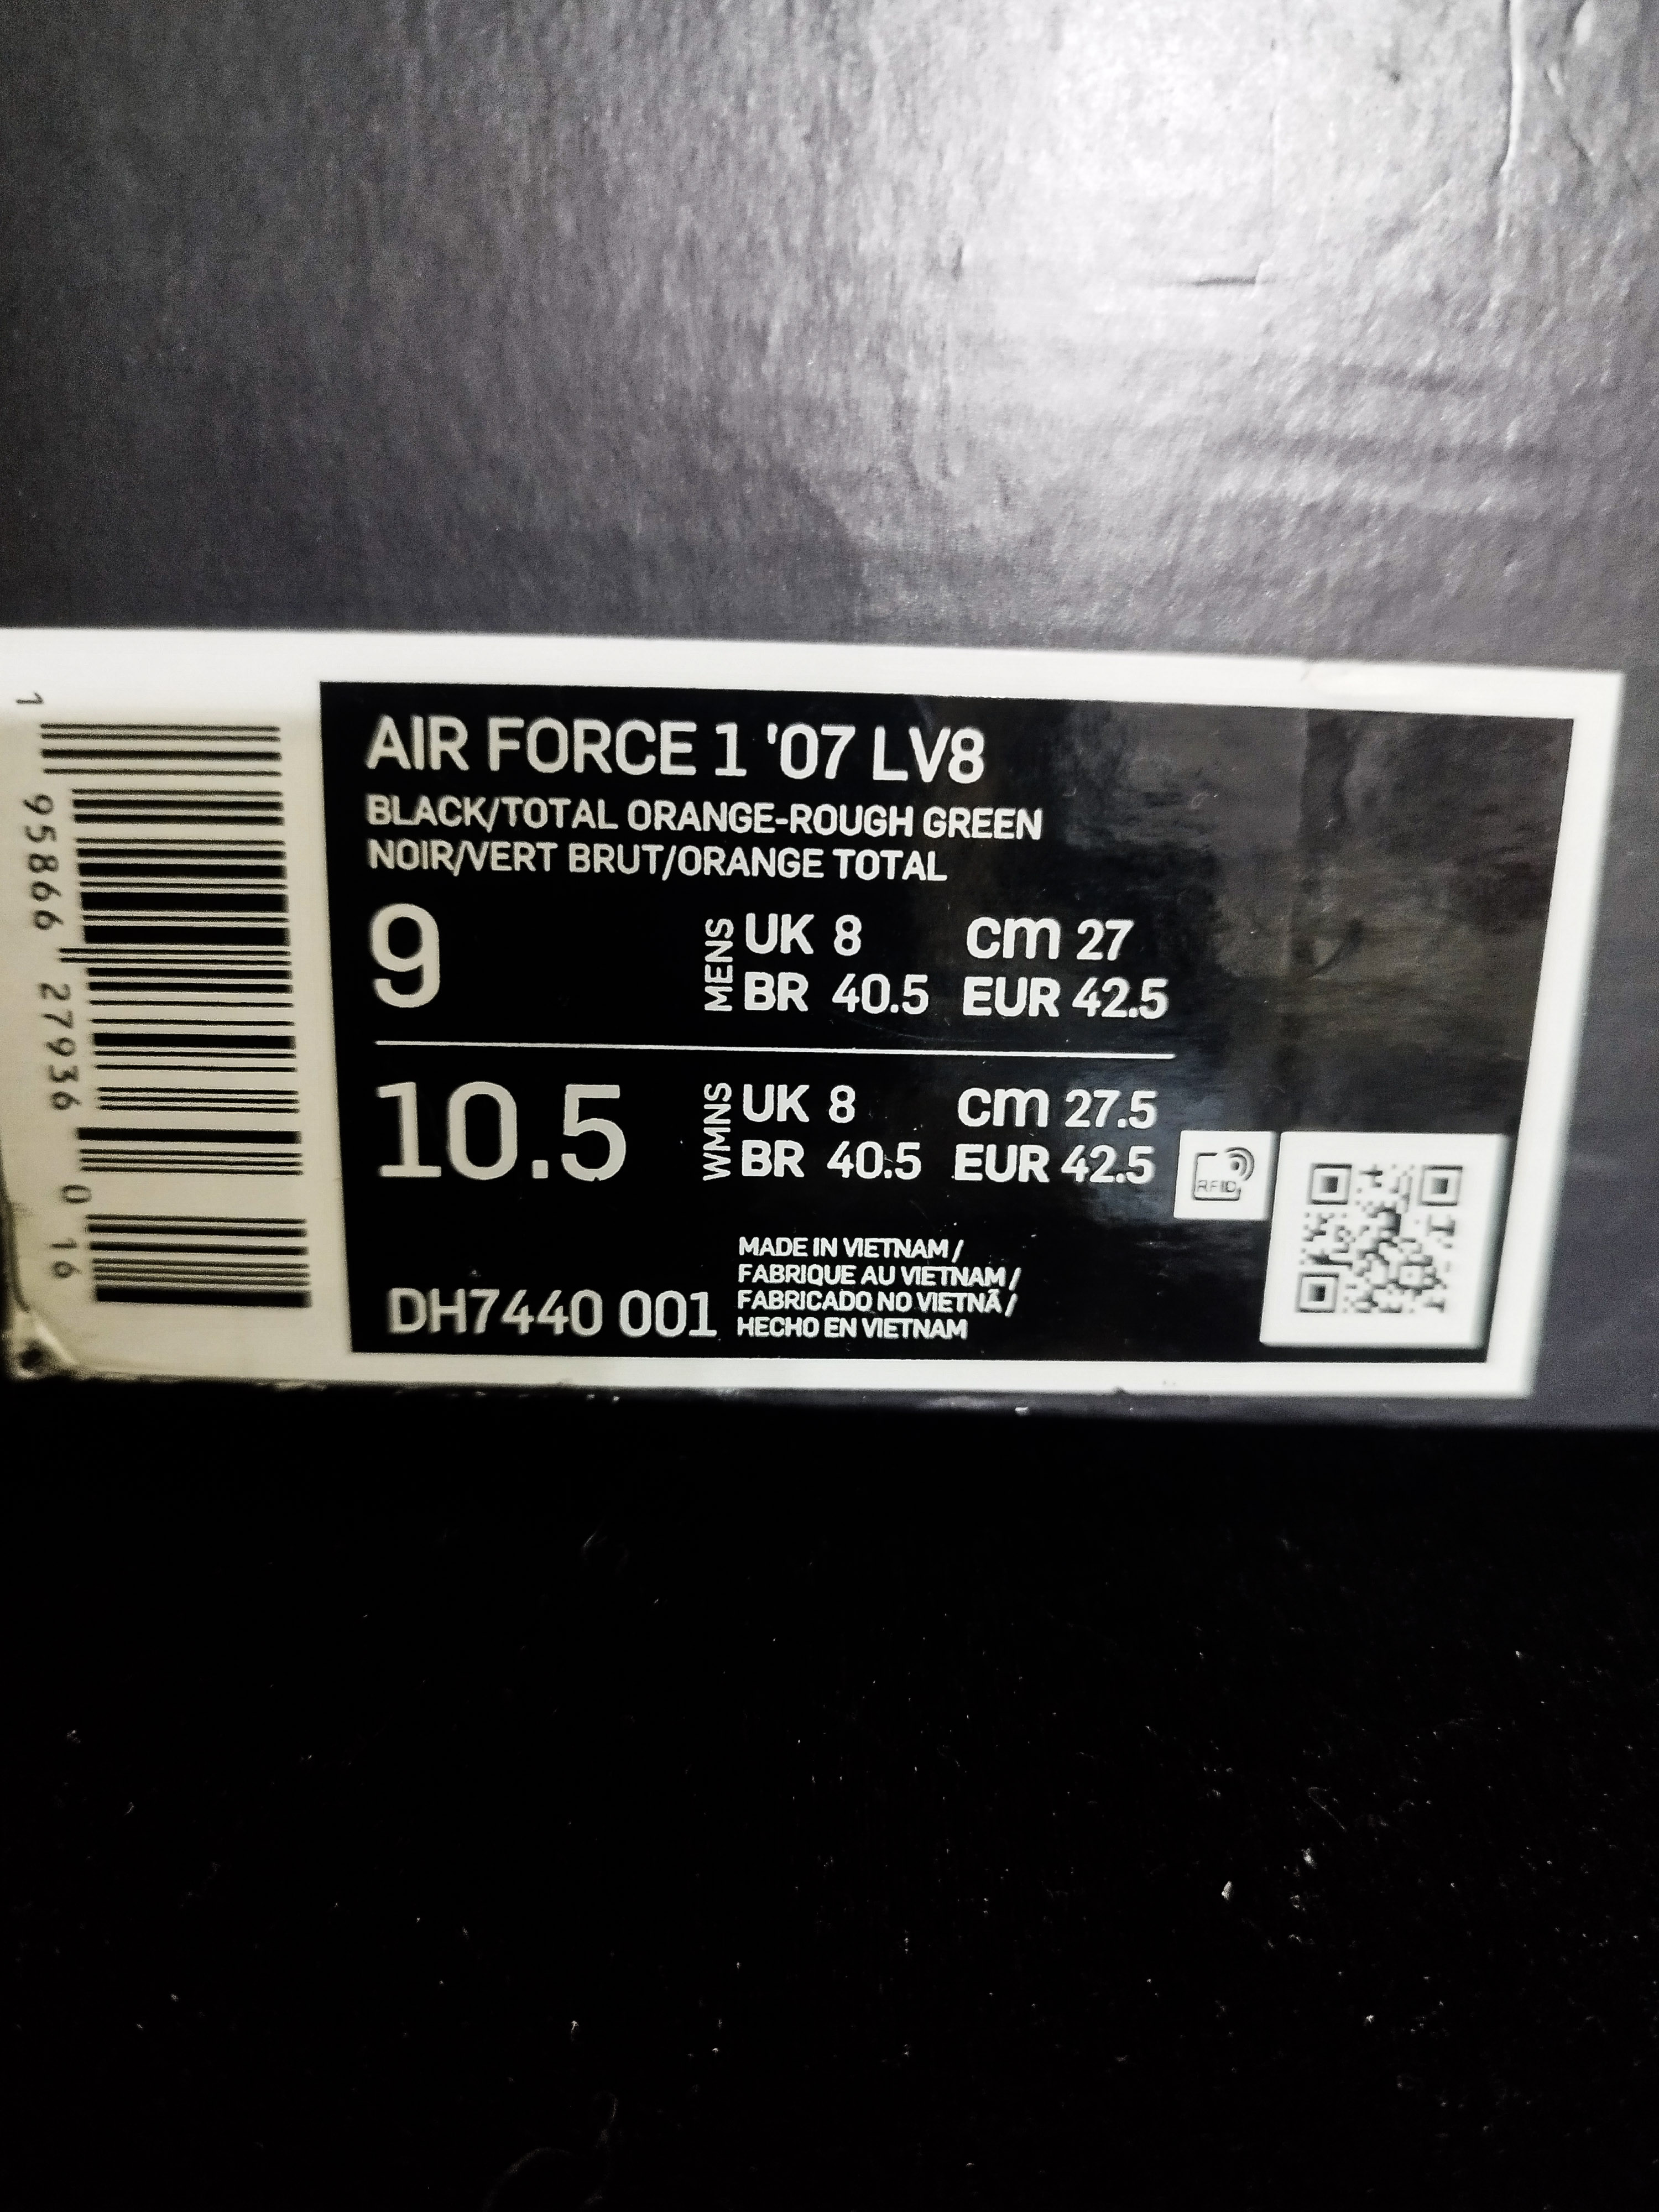 1
95866 27936
0 16
AIR FORCE 1 '07 LV8
BLACK/TOTAL ORANGE-ROUGH GREEN
NOIR/VERT BRUT/ORANGE TOTAL
9
MENS
UK 8 cm 27
BR 40.5 EUR 42.5
10.5
WMNS
UK 8 cm 27.5
BR 40.5 EUR 42.5
RFID
DH7440 001
MADE IN VIETNAM /
FABRIQUE AU VIETNAM /
FABRICADO NO VIETNÃ /
HECHO EN VIETNAM